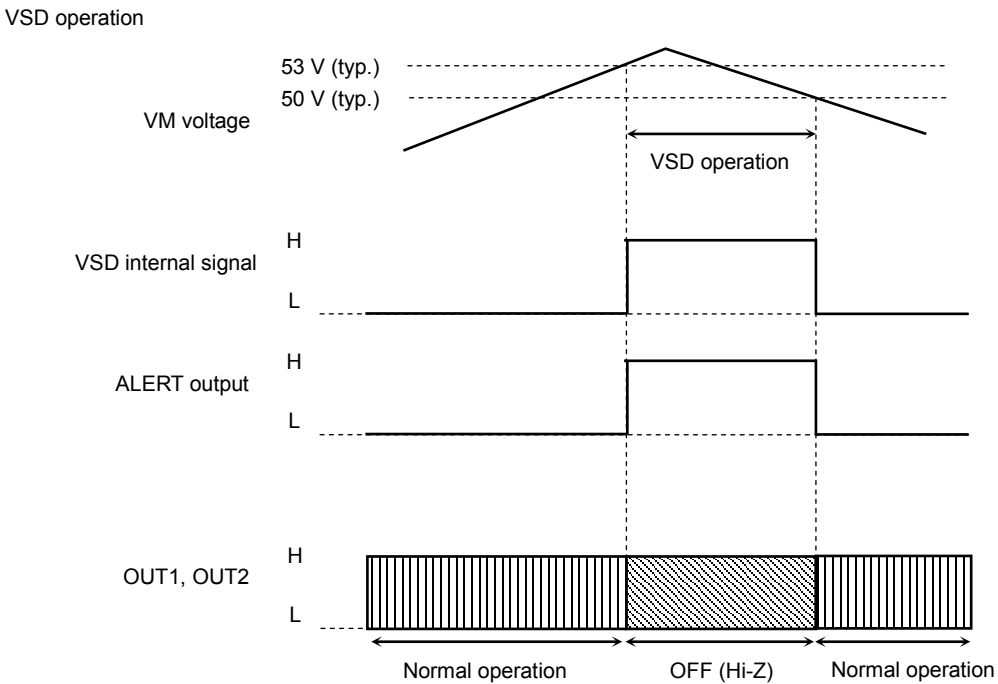 VSD operation
53 V (typ.)
50 V (typ.)
VM voltage
VSD operation
H
VSD internal signal
L
H
ALERT output
L
H
OUT1, OUT2
L
Normal operation
OFF (Hi-Z)
Normal operation